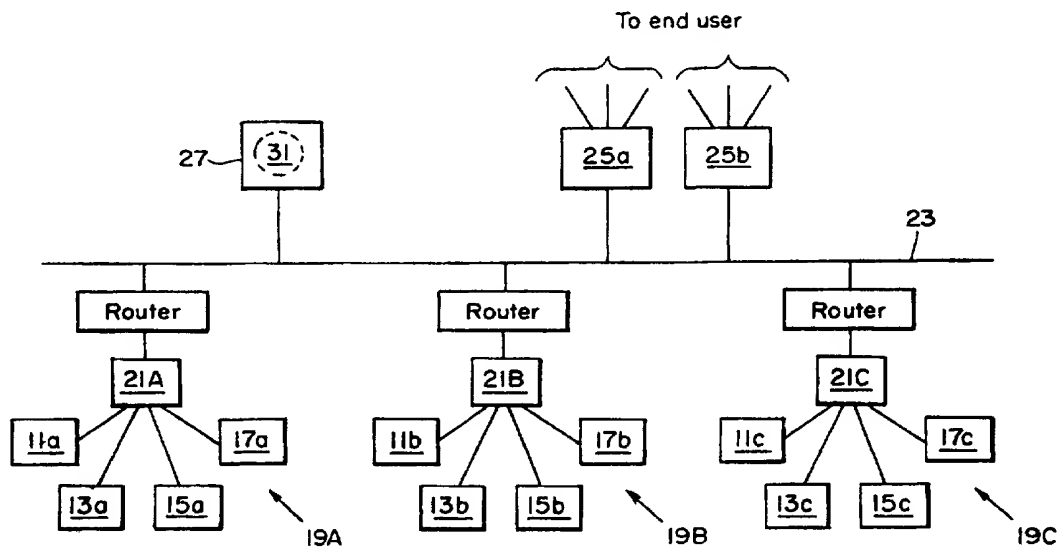 To end user
27
31
25a
25b
23
Router
Router
Router
21A
21B
21C
11a
17a
11b
17b
11c
17c
13a
15a
13b
15b
13c
15c
19A
19B
19C